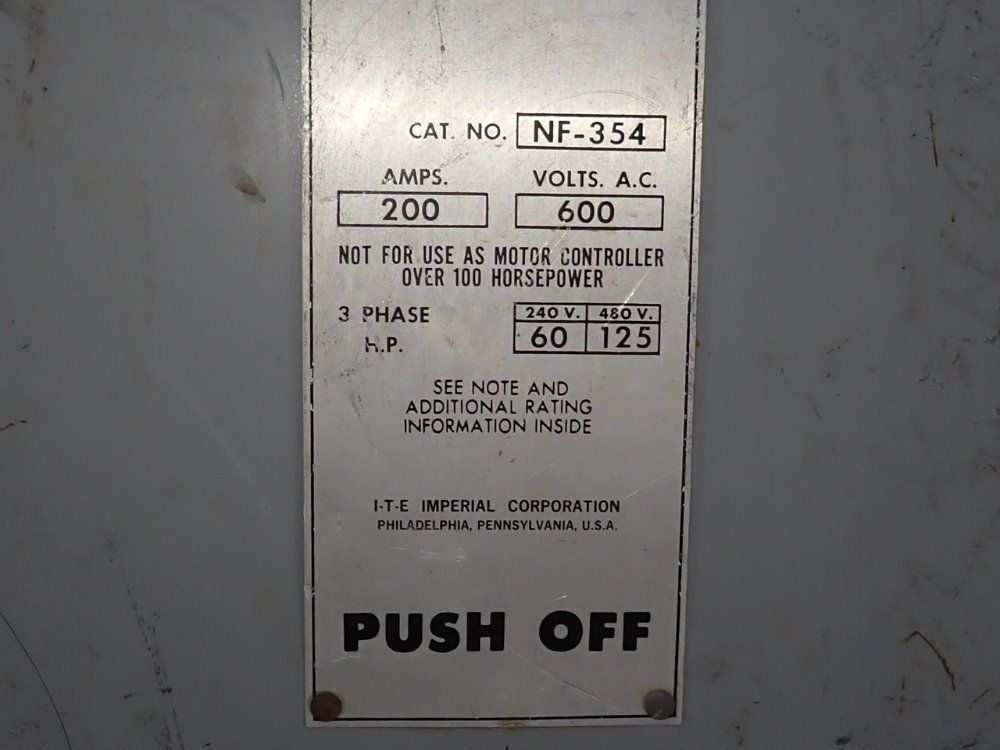 CAT. NO. NF-354
AMPS. VOLTS. A.C.
200 600
NOT FOR USE AS MOTOR CONTROLLER
OVER 100 HORSEPOWER
3 PHASE 240 V. 480 V.
H.P. 60 125
SEE NOTE AND
ADDITIONAL RATING
INFORMATION INSIDE
I-T-E IMPERIAL CORPORATION
PHILADELPHIA, PENNSYLVANIA, U.S.A.
PUSH OFF